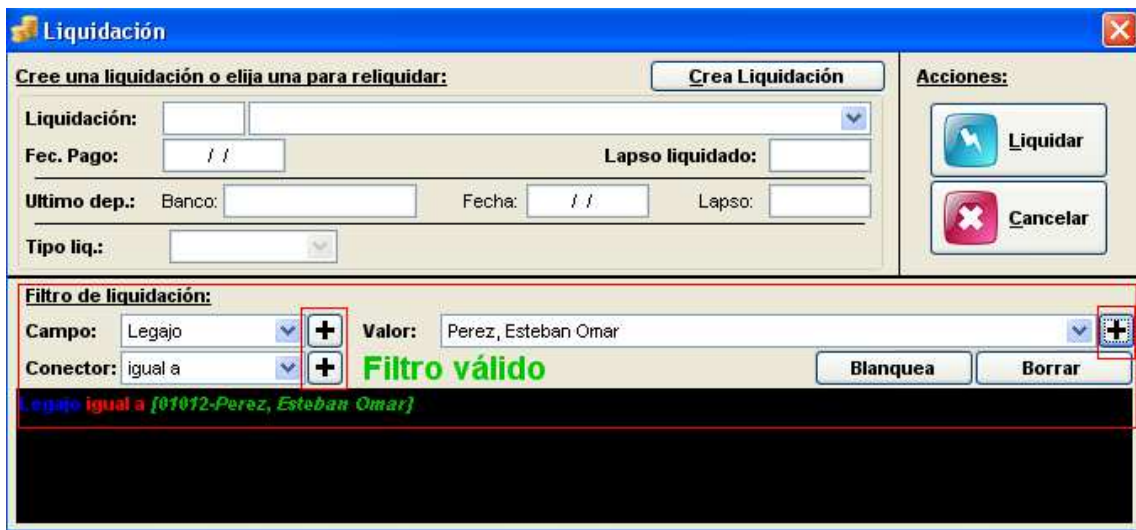 Liquidación
Cree una liquidación o elija una para reliquidar: Crea Liquidación Acciones:
Liquidación:
Fec. Pago: / / Lapso liquidado: Liquidar
Ultimo dep.: Banco: Fecha: / / Lapso: Cancelar
Tipo liq.:
Filtro de liquidación:
Campo: Legajo + Valor: Perez, Esteban Omar +
Conector: igual a + Filtro válido Blanquea Borrar
Legajo igual a {01012-Perez, Esteban Omar}